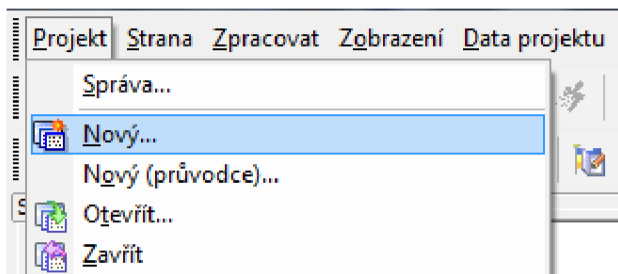 Projekt Strana Zpracovat Zobrazení Data projektu
Správa...
Nový...
Nový (průvodce)...
Otevřít...
Zavřít